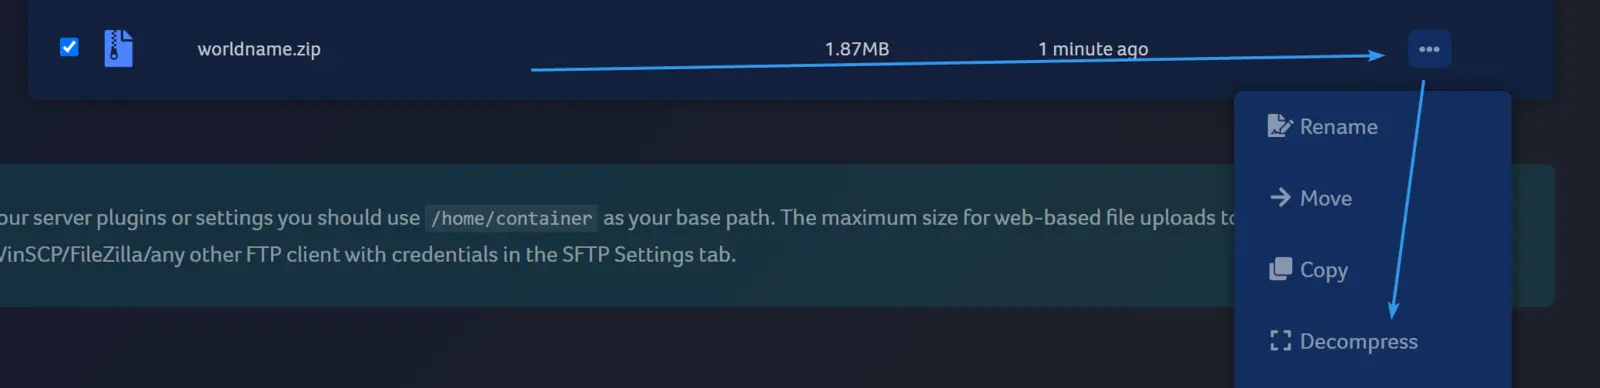 worldname.zip 1.87MB 1 minute ago
Rename
our server plugins or settings you should use /home/container as your base path. The maximum size for web-based file uploads to
Move
WinSCP/FileZilla/any other FTP client with credentials in the SFTP Settings tab.
Copy
Decompress